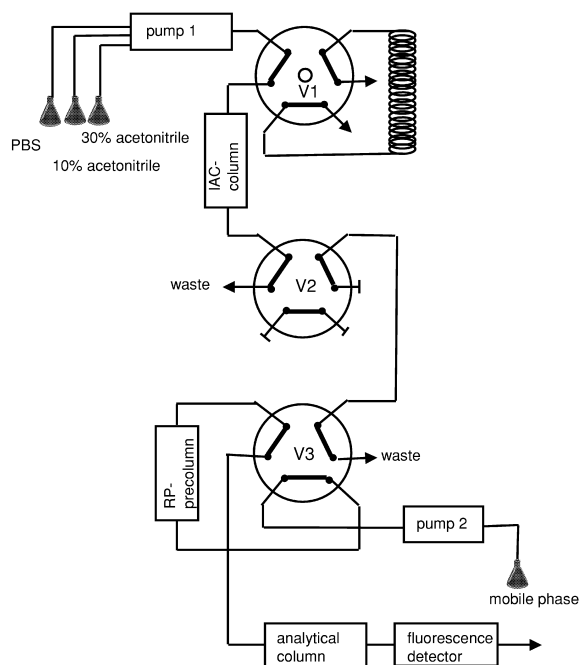 pump 1
V1
PBS
30% acetonitrile
10% acetonitrile
IAC-
column
waste
V2
V3
waste
RP-
precolumn
pump 2
mobile phase
analytical
column
fluorescence
detector